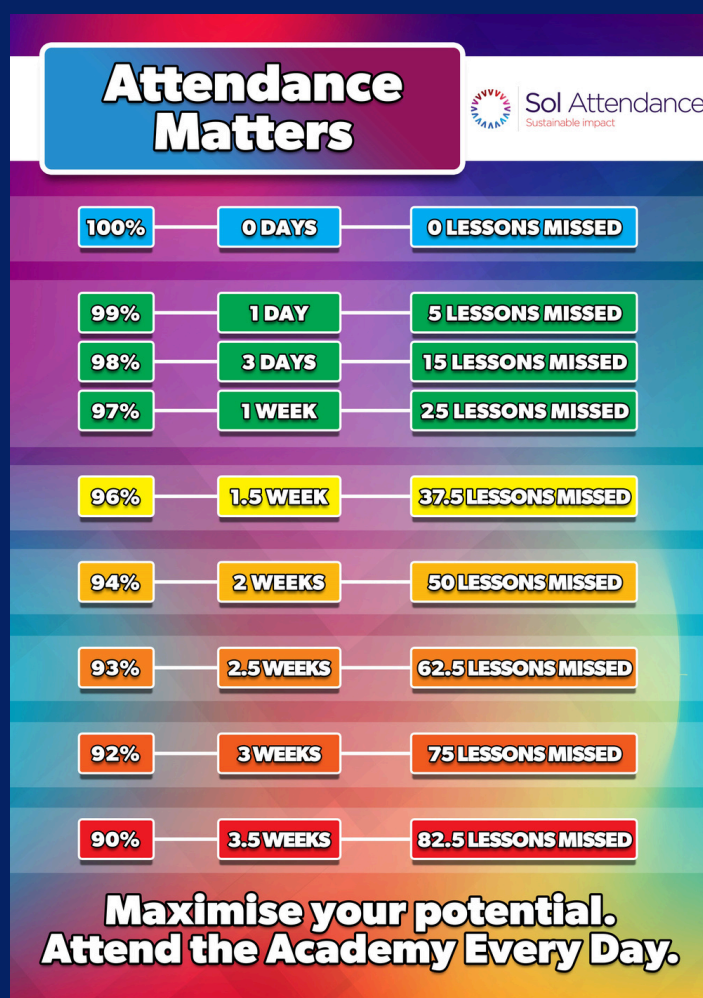 Attendance
Matters
Sol Attendance
Sustainable impact
100% 0 DAYS 0 LESSONS MISSED
99% 1 DAY 5 LESSONS MISSED
98% 3 DAYS 15 LESSONS MISSED
97% 1 WEEK 25 LESSONS MISSED
96% 1.5 WEEK 37.5 LESSONS MISSED
94% 2 WEEKS 50 LESSONS MISSED
93% 2.5 WEEKS 62.5 LESSONS MISSED
92% 3 WEEKS 75 LESSONS MISSED
90% 3.5 WEEKS 82.5 LESSONS MISSED
Maximise your potential.
Attend the Academy Every Day.